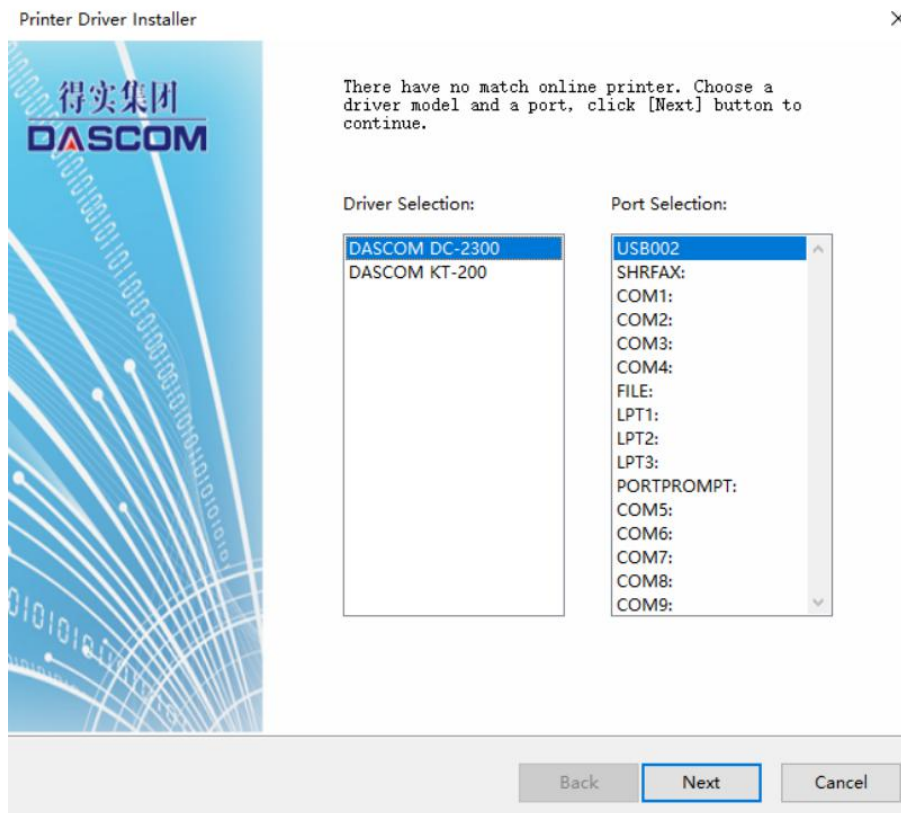 Printer Driver Installer
得实集团
DASCOM
There have no match online printer. Choose a
driver model and a port, click [Next] button to
continue.
Driver Selection:
DASCOM DC-2300
DASCOM KT-200
Port Selection:
USB002
SHRFAX:
COM1:
COM2:
COM3:
COM4:
FILE:
LPT1:
LPT2:
LPT3:
PORTPROMPT:
COM5:
COM6:
COM7:
COM8:
COM9:
Back
Next
Cancel